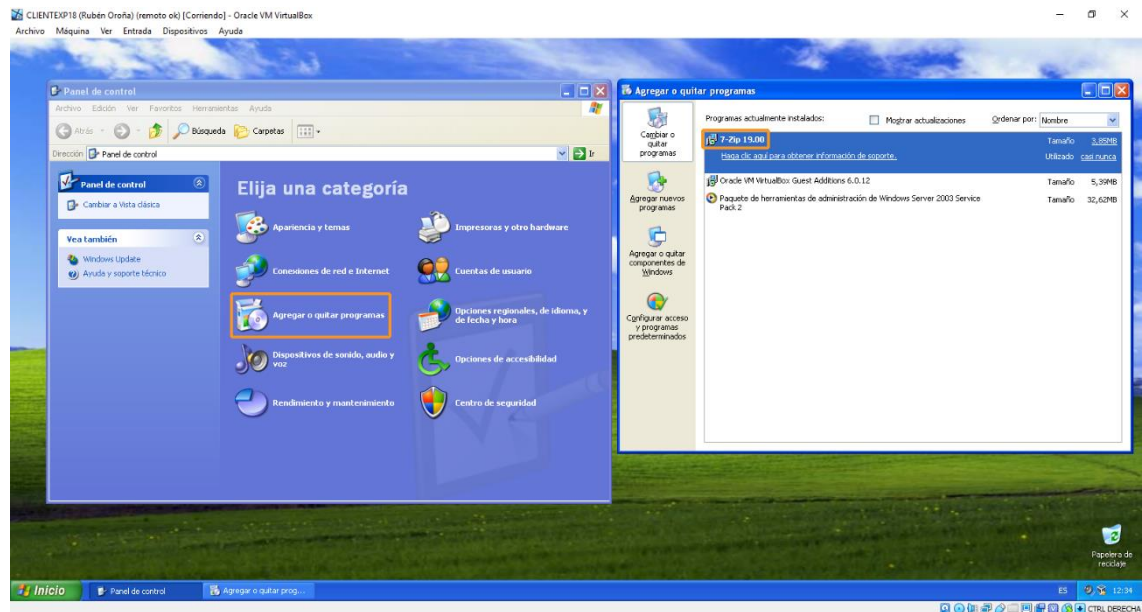 CLIENTEXP18 (Rubén Oroña) (remoto ok) [Corriendo] - Oracle VM VirtualBox
Archivo Máquina Ver Entrada Dispositivos Ayuda
Panel de control
Archivo Edición Ver Favoritos Herramientas Ayuda
Atrás Búsqueda Carpetas
Dirección Panel de control Ir
Panel de control
Cambiar a Vista clásica
Vea también
Windows Update
Ayuda y soporte técnico
Elija una categoría
Apariencia y temas
Impresoras y otro hardware
Conexiones de red e Internet
Cuentas de usuario
Agregar o quitar programas
Opciones regionales, de idioma, y
de fecha y hora
Dispositivos de sonido, audio y
voz
Opciones de accesibilidad
Rendimiento y mantenimiento
Centro de seguridad
Agregar o quitar programas
Cambiar o
quitar
programas
Agregar nuevos
programas
Agregar o quitar
componentes de
Windows
Configurar acceso
y programas
predeterminados
Programas actualmente instalados: Mostrar actualizaciones Ordenar por: Nombre
7-Zip 19.00 Tamaño 3,85MB
Haga clic aquí para obtener información de soporte. Utilizado casi nunca
Oracle VM VirtualBox Guest Additions 6.0.12 Tamaño 5,39MB
Paquete de herramientas de administración de Windows Server 2003 Service Tamaño 32,62MB
Pack 2
Papelera de
reciclaje
Inicio Panel de control Agregar o quitar prog... ES 12:34
CTRL DERECHA